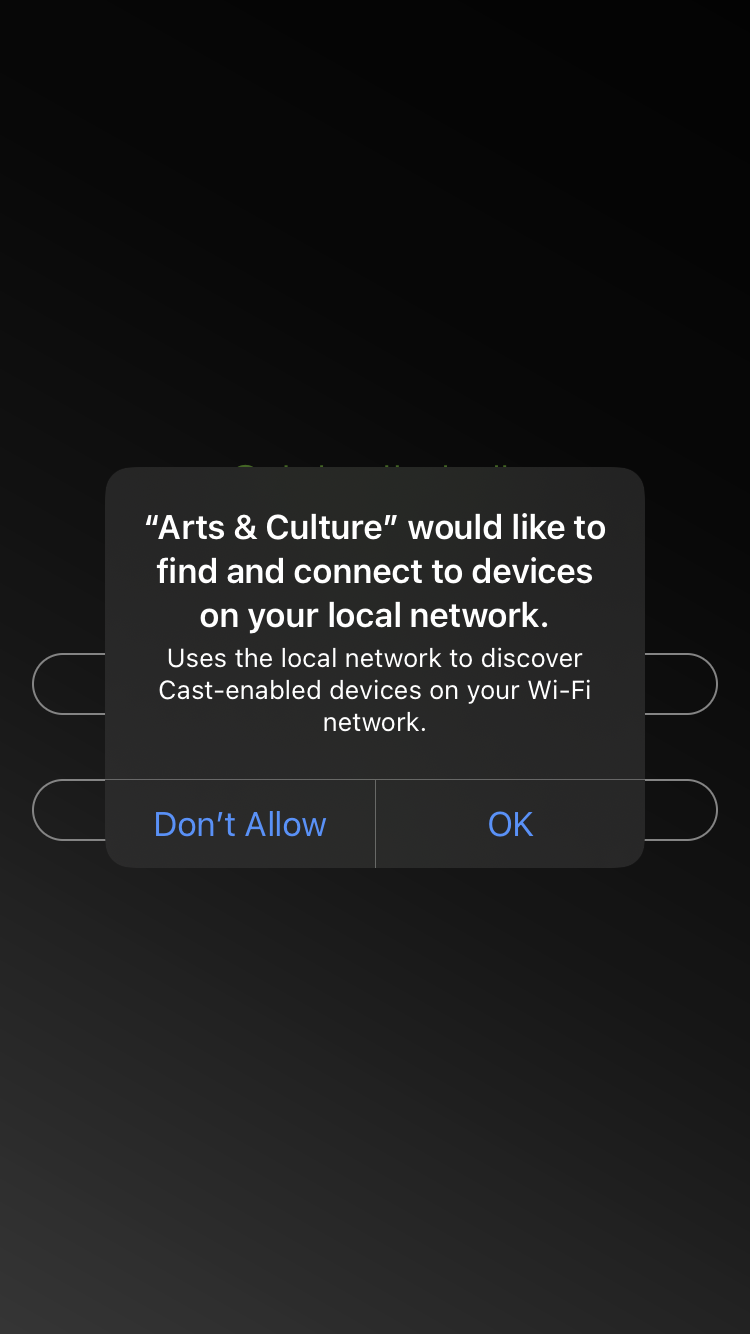 “Arts & Culture” would like to
find and connect to devices
on your local network.
Uses the local network to discover
Cast-enabled devices on your Wi-Fi
network.
Don’t Allow
OK